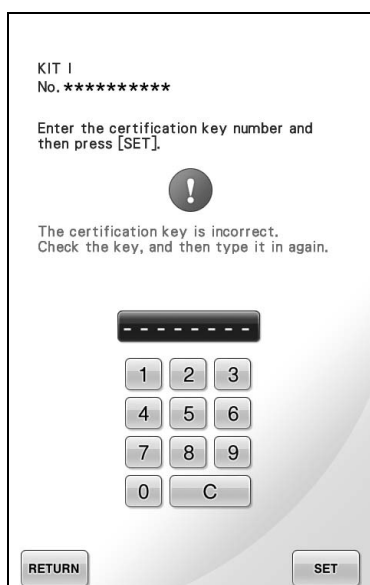 KIT I
No.**********
Enter the certification key number and
then press [SET].
!
The certification key is incorrect.
Check the key, and then type it in again.
- - - - - - - -
1 2 3
4 5 6
7 8 9
0 C
RETURN SET